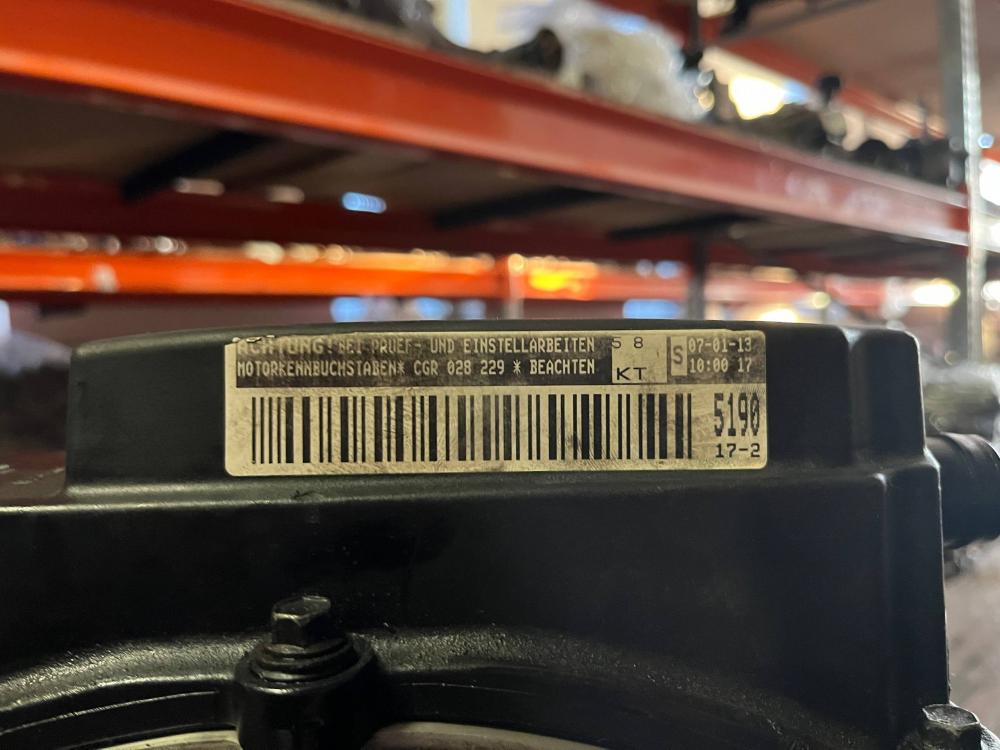 ACHTUNG! BEI PRUEF- UND EINSTELLARBEITEN
MOTORKENNBUCHSTABEN* CGR 028 229 * BEACHTEN
5 8
KT
S
07-01-13
10:00 17
5190
17-2